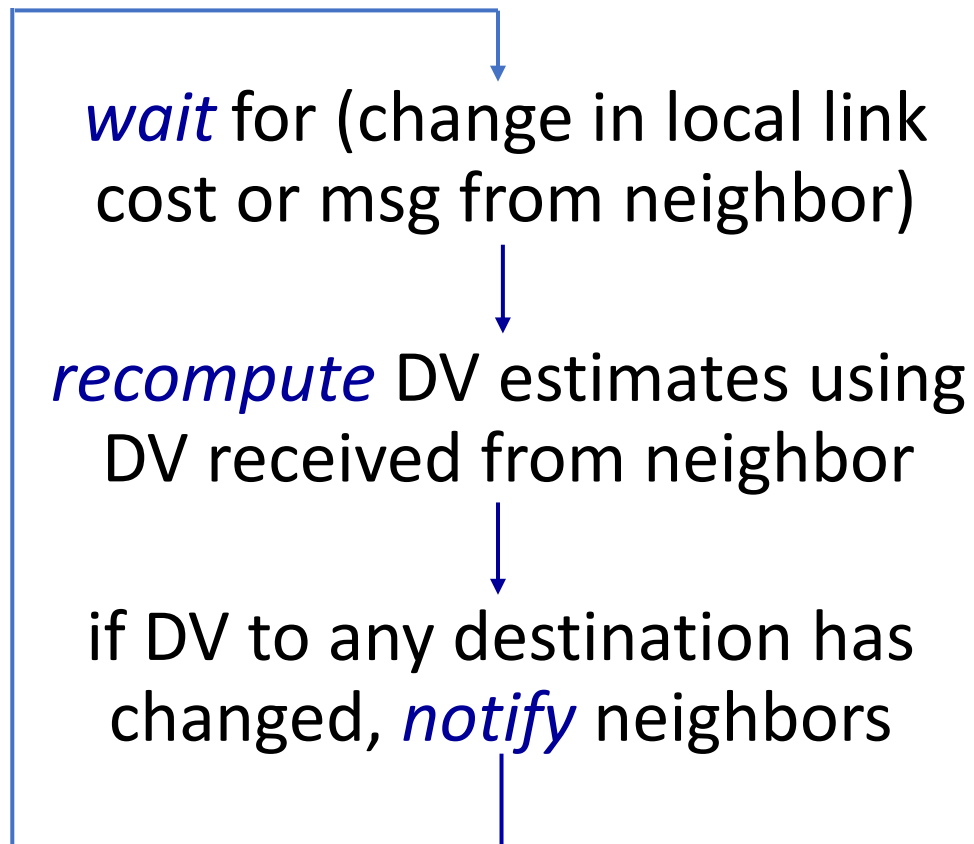 wait for (change in local link
cost or msg from neighbor)
recompute DV estimates using
DV received from neighbor
if DV to any destination has
changed, notify neighbors